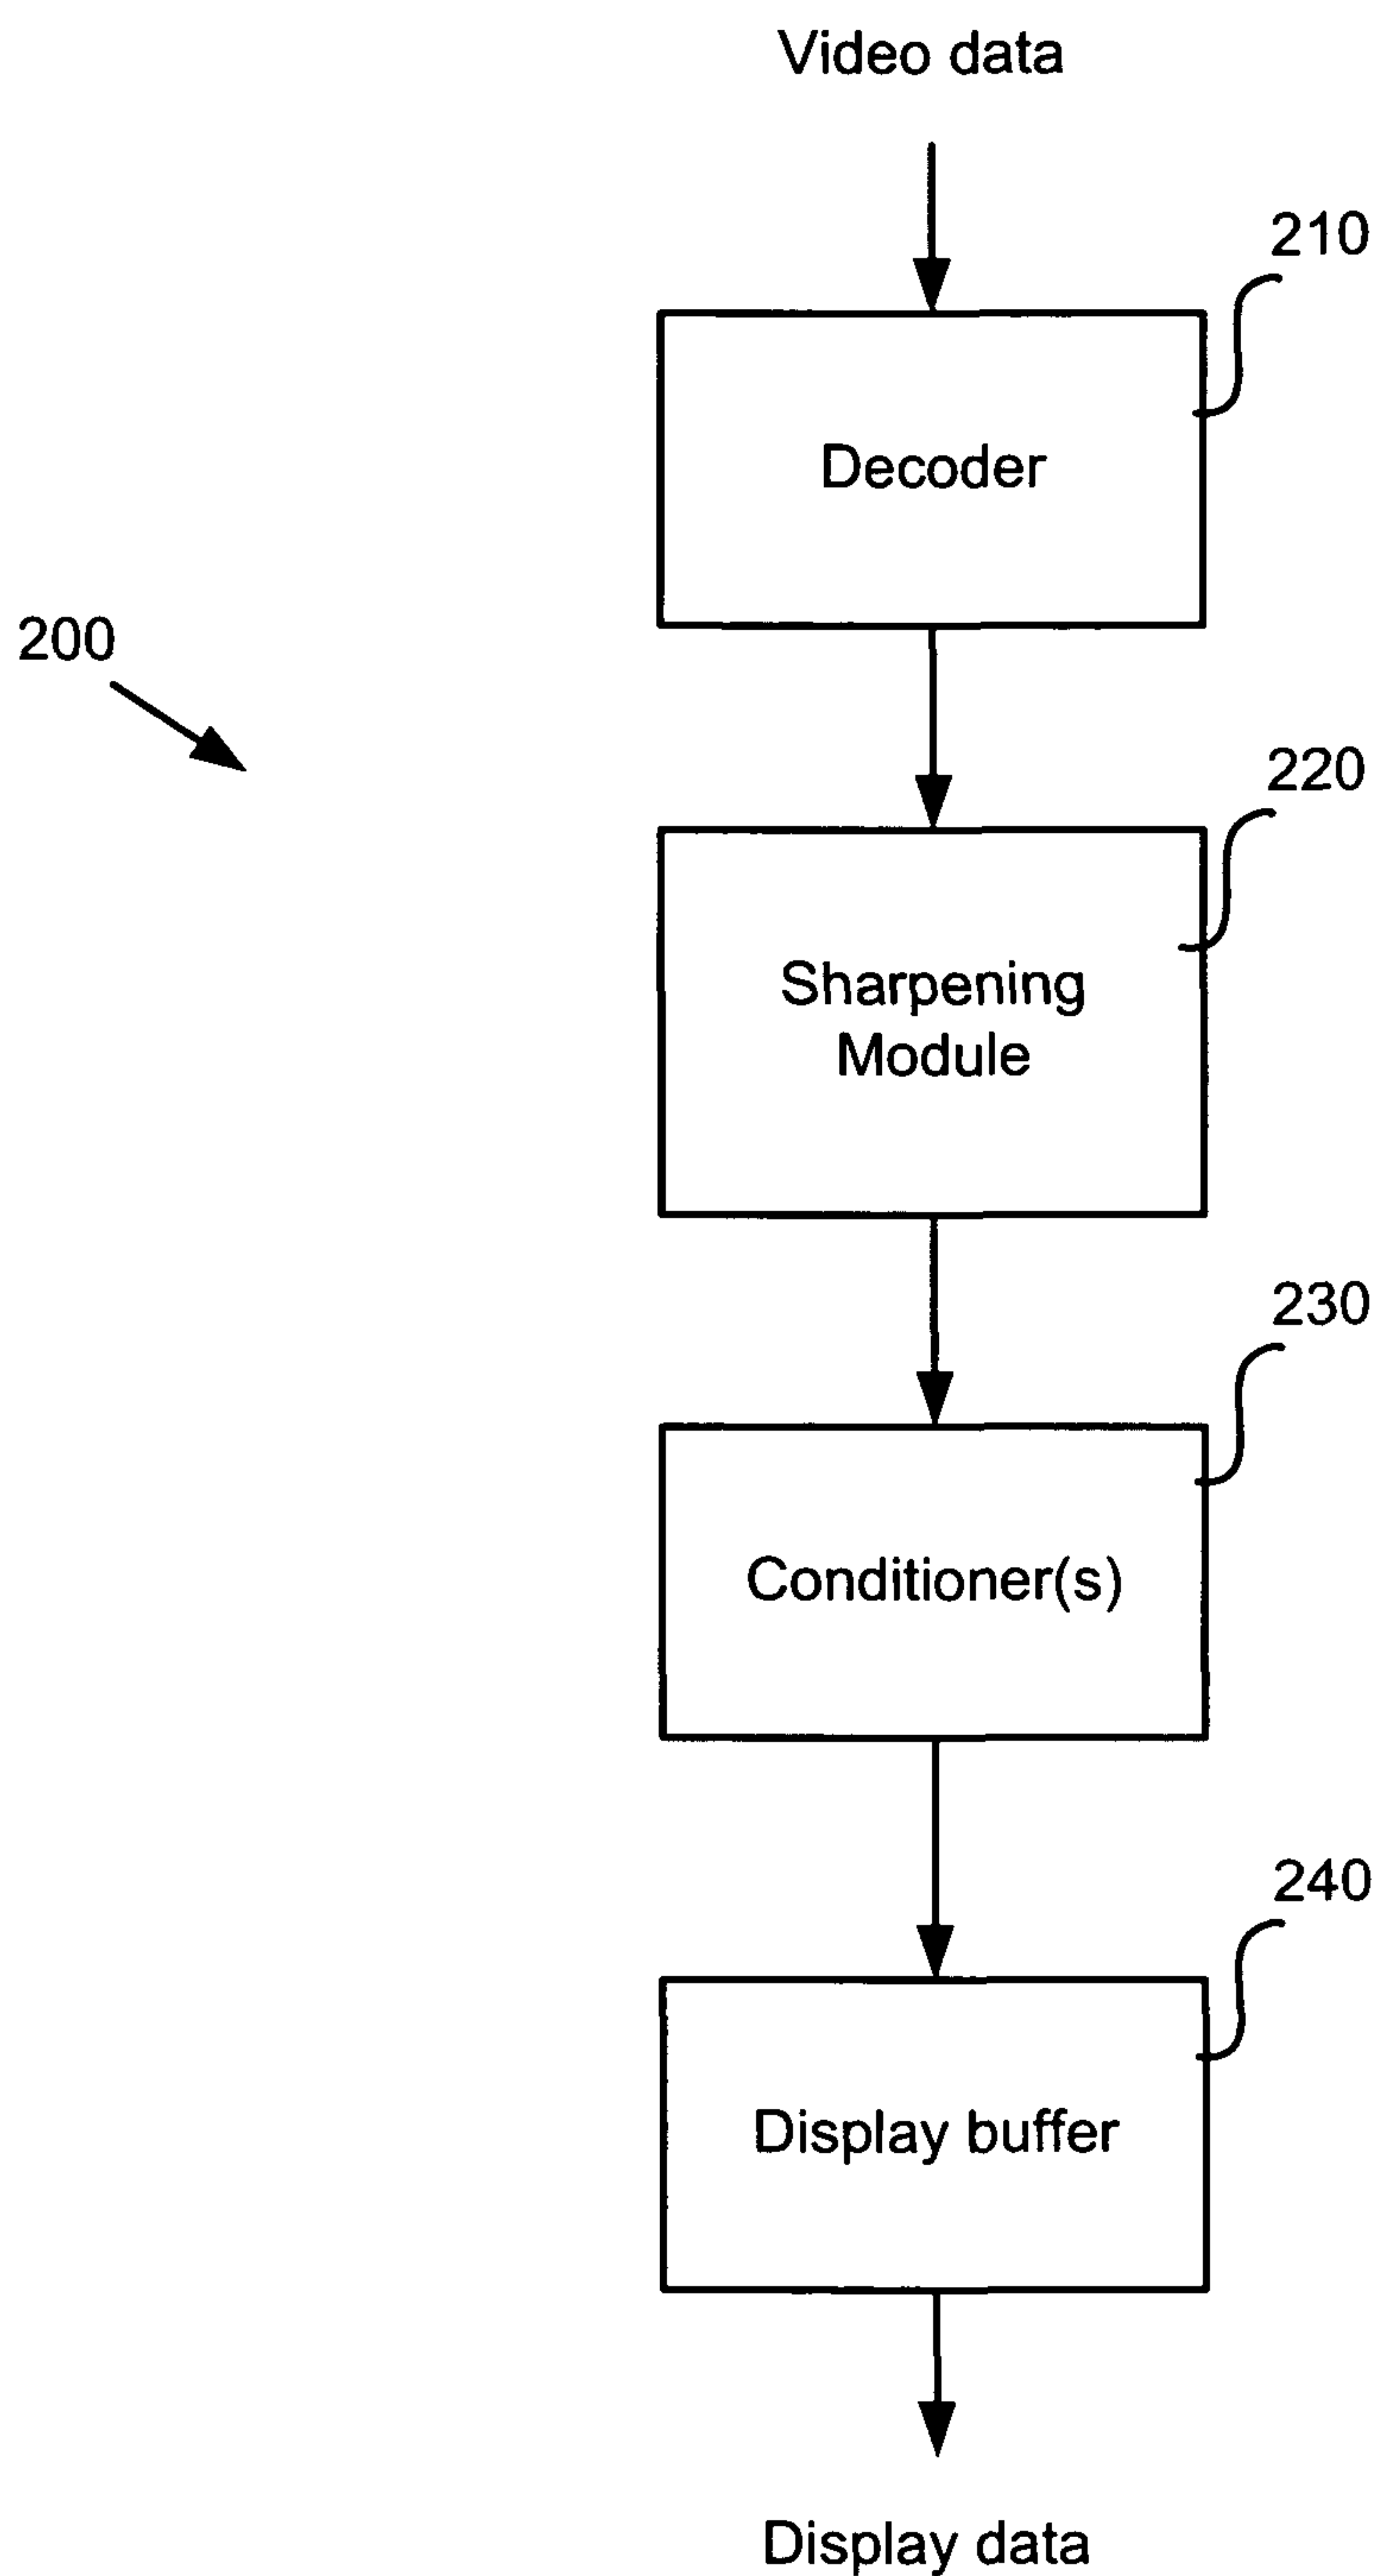 Video data
210
Decoder
200
220
Sharpening
Module
230
Conditioner(s)
240
Display buffer
Display data